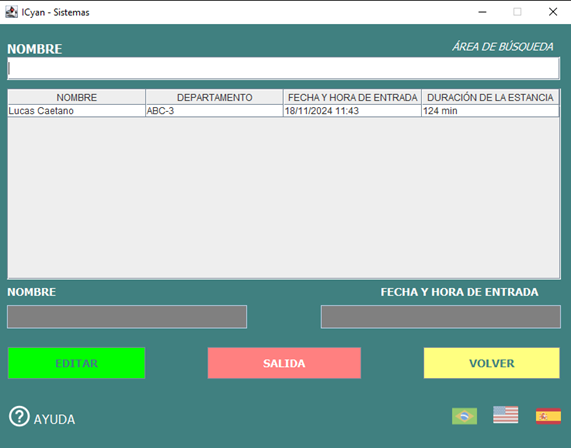 ICyan - Sistemas
NOMBRE
ÁREA DE BÚSQUEDA
NOMBRE DEPARTAMENTO FECHA Y HORA DE ENTRADA DURACIÓN DE LA ESTANCIA
Lucas Caetano ABC-3 18/11/2024 11:43 124 min
NOMBRE FECHA Y HORA DE ENTRADA
EDITAR SALIDA VOLVER
? AYUDA